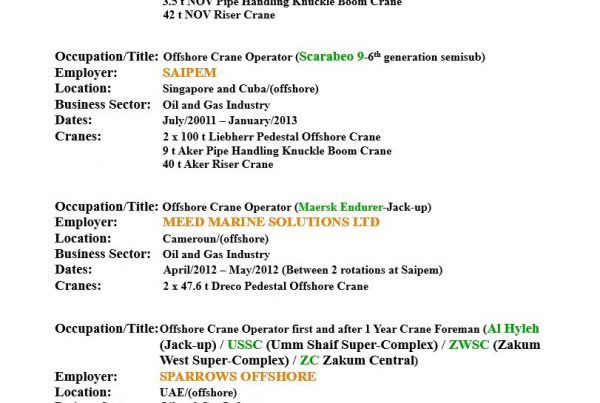 3.5 t NOV Pipe Handling Knuckle Boom Crane
42 t NOV Riser Crane
Occupation/Title: Offshore Crane Operator (Scarabeo 9-6th generation semisub)
Employer: SAIPEM
Location: Singapore and Cuba/(offshore)
Business Sector: Oil and Gas Industry
Dates: July/20011 – January/2013
Cranes: 2 x 100 t Liebherr Pedestal Offshore Crane
9 t Aker Pipe Handling Knuckle Boom Crane
40 t Aker Riser Crane
Occupation/Title: Offshore Crane Operator (Maersk Endurer-Jack-up)
Employer: MEED MARINE SOLUTIONS LTD
Location: Cameroun/(offshore)
Business Sector: Oil and Gas Industry
Dates: April/2012 – May/2012 (Between 2 rotations at Saipem)
Cranes: 2 x 47.6 t Dreco Pedestal Offshore Crane
Occupation/Title: Offshore Crane Operator first and after 1 Year Crane Foreman (Al Hyleh
(Jack-up) / USSC (Umm Shaif Super-Complex) / ZWSC (Zakum
West Super-Complex) / ZC Zakum Central)
Employer: SPARROWS OFFSHORE
Location: UAE/(offshore)